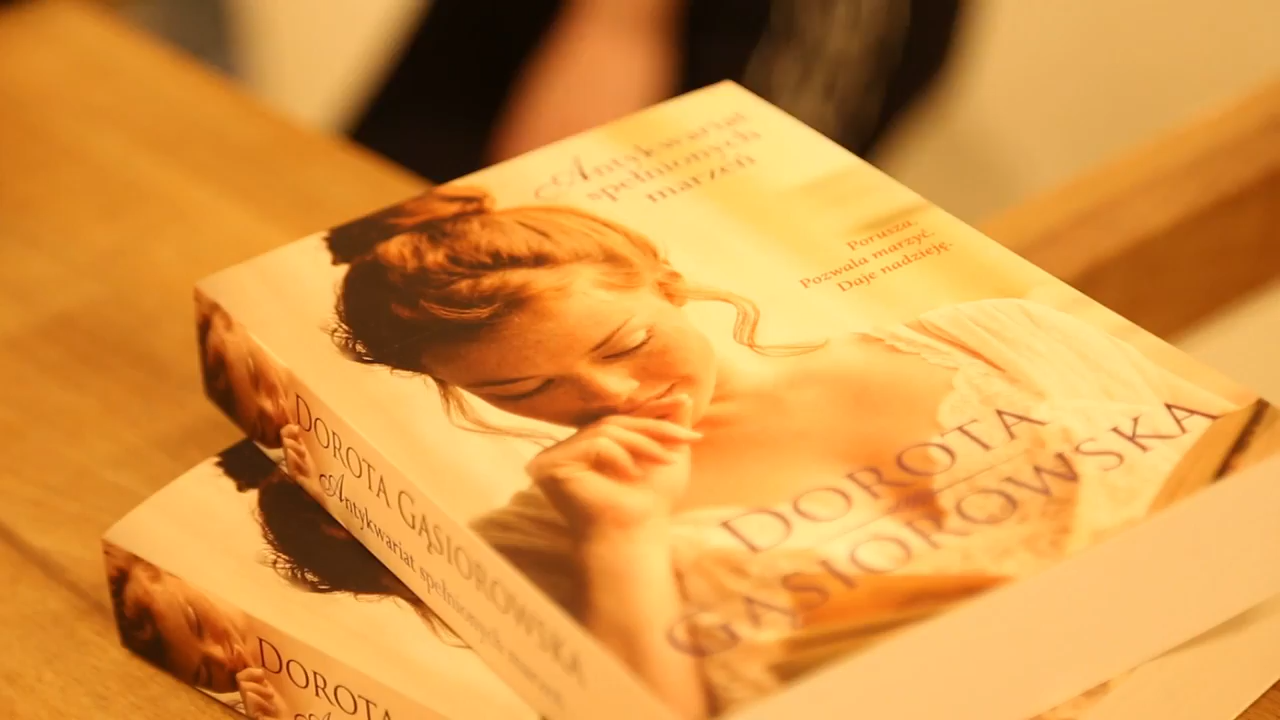 Antykwariat
spełnionych
marzeń
Porusza.
Pozwala marzyć.
Daje nadzieję.
DOROTA
GĄSIOROWSKA
DOROTA GĄSIOROWSKA
Antykwariat spełnionych marzeń
DOROTA